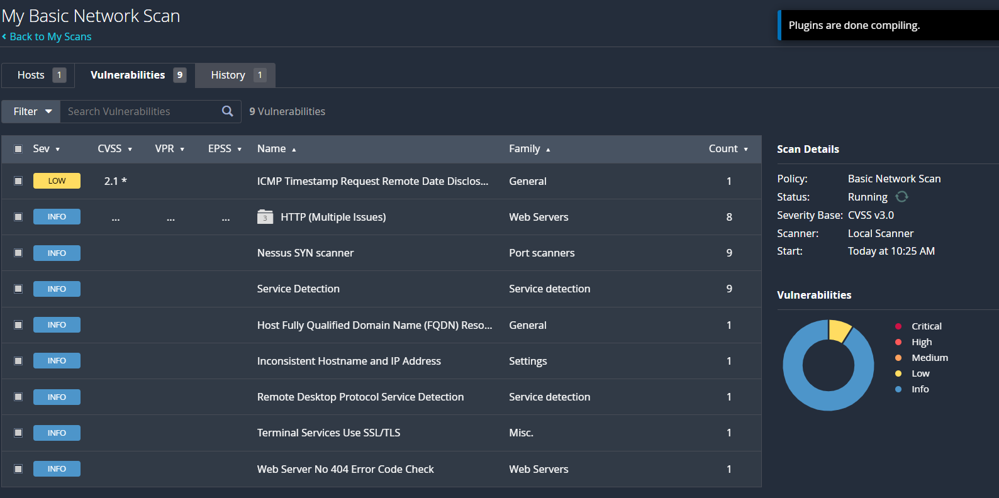 My Basic Network Scan
Back to My Scans
Plugins are done compiling.
Hosts 1 Vulnerabilities 9 History 1
Filter Search Vulnerabilities 9 Vulnerabilities
Sev CVSS VPR EPSS Name Family Count
LOW 2.1 * ICMP Timestamp Request Remote Date Disclos... General 1
INFO ... ... ... 3 HTTP (Multiple Issues) Web Servers 8
INFO Nessus SYN scanner Port scanners 9
INFO Service Detection Service detection 9
INFO Host Fully Qualified Domain Name (FQDN) Reso... General 1
INFO Inconsistent Hostname and IP Address Settings 1
INFO Remote Desktop Protocol Service Detection Service detection 1
INFO Terminal Services Use SSL/TLS Misc. 1
INFO Web Server No 404 Error Code Check Web Servers 1
Scan Details
Policy: Basic Network Scan
Status: Running
Severity Base: CVSS v3.0
Scanner: Local Scanner
Start: Today at 10:25 AM
Vulnerabilities
Critical
High
Medium
Low
Info